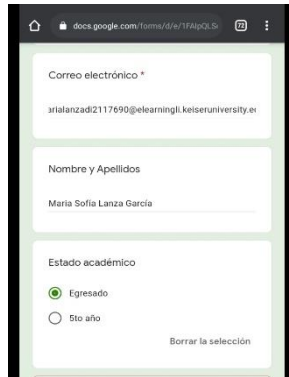 docs.google.com/forms/d/e/1FAIpQLS
72
Correo electrónico *
arialanzadi2117690@elearningli.keiseruniversity.e
Nombre y Apellidos
Maria Sofia Lanza García
Estado académico
Egresado
5to año
Borrar la selección